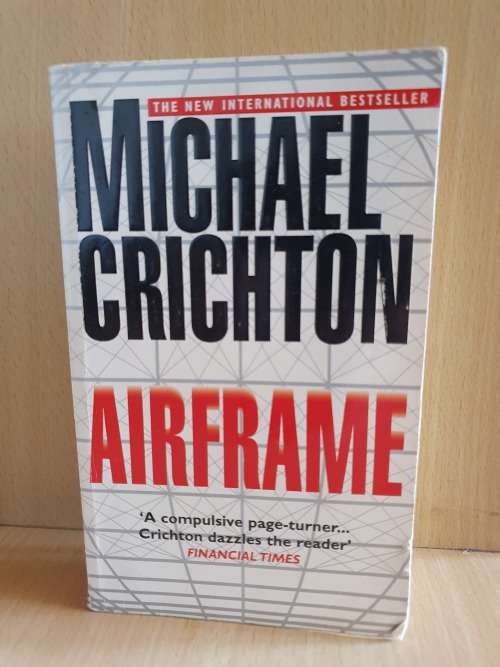 THE NEW INTERNATIONAL BESTSELLER
MICHAEL
CRICHTON
AIRFRAME
‘A compulsive page-turner...
Crichton dazzles the reader’
FINANCIAL TIMES